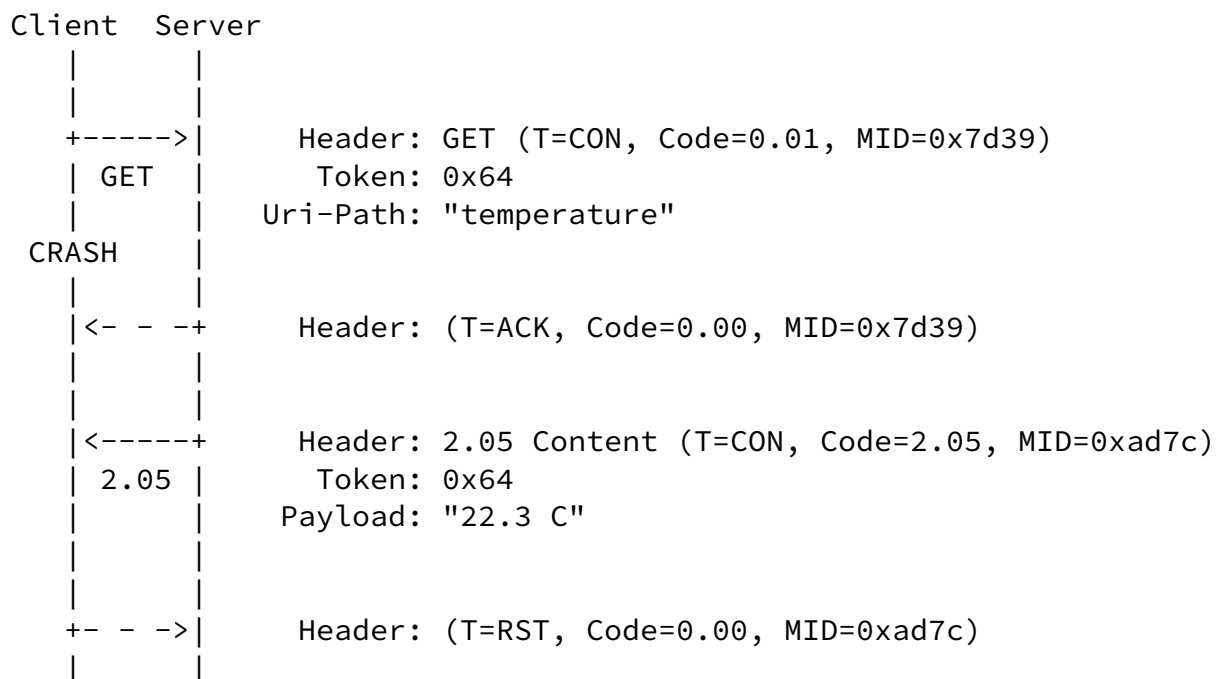 Client  Server
   |      |
   |      |
   +----->|     Header: GET (T=CON, Code=0.01, MID=0x7d39)
   | GET  |      Token: 0x64
   |      |   Uri-Path: "temperature"
 CRASH    |
   |      |
   |<- - -+     Header: (T=ACK, Code=0.00, MID=0x7d39)
   |      |
   |      |
   |<-----+     Header: 2.05 Content (T=CON, Code=2.05, MID=0xad7c)
   | 2.05 |      Token: 0x64
   |      |    Payload: "22.3 C"
   |      |
   |      |
   +- - ->|     Header: (T=RST, Code=0.00, MID=0xad7c)
   |      |